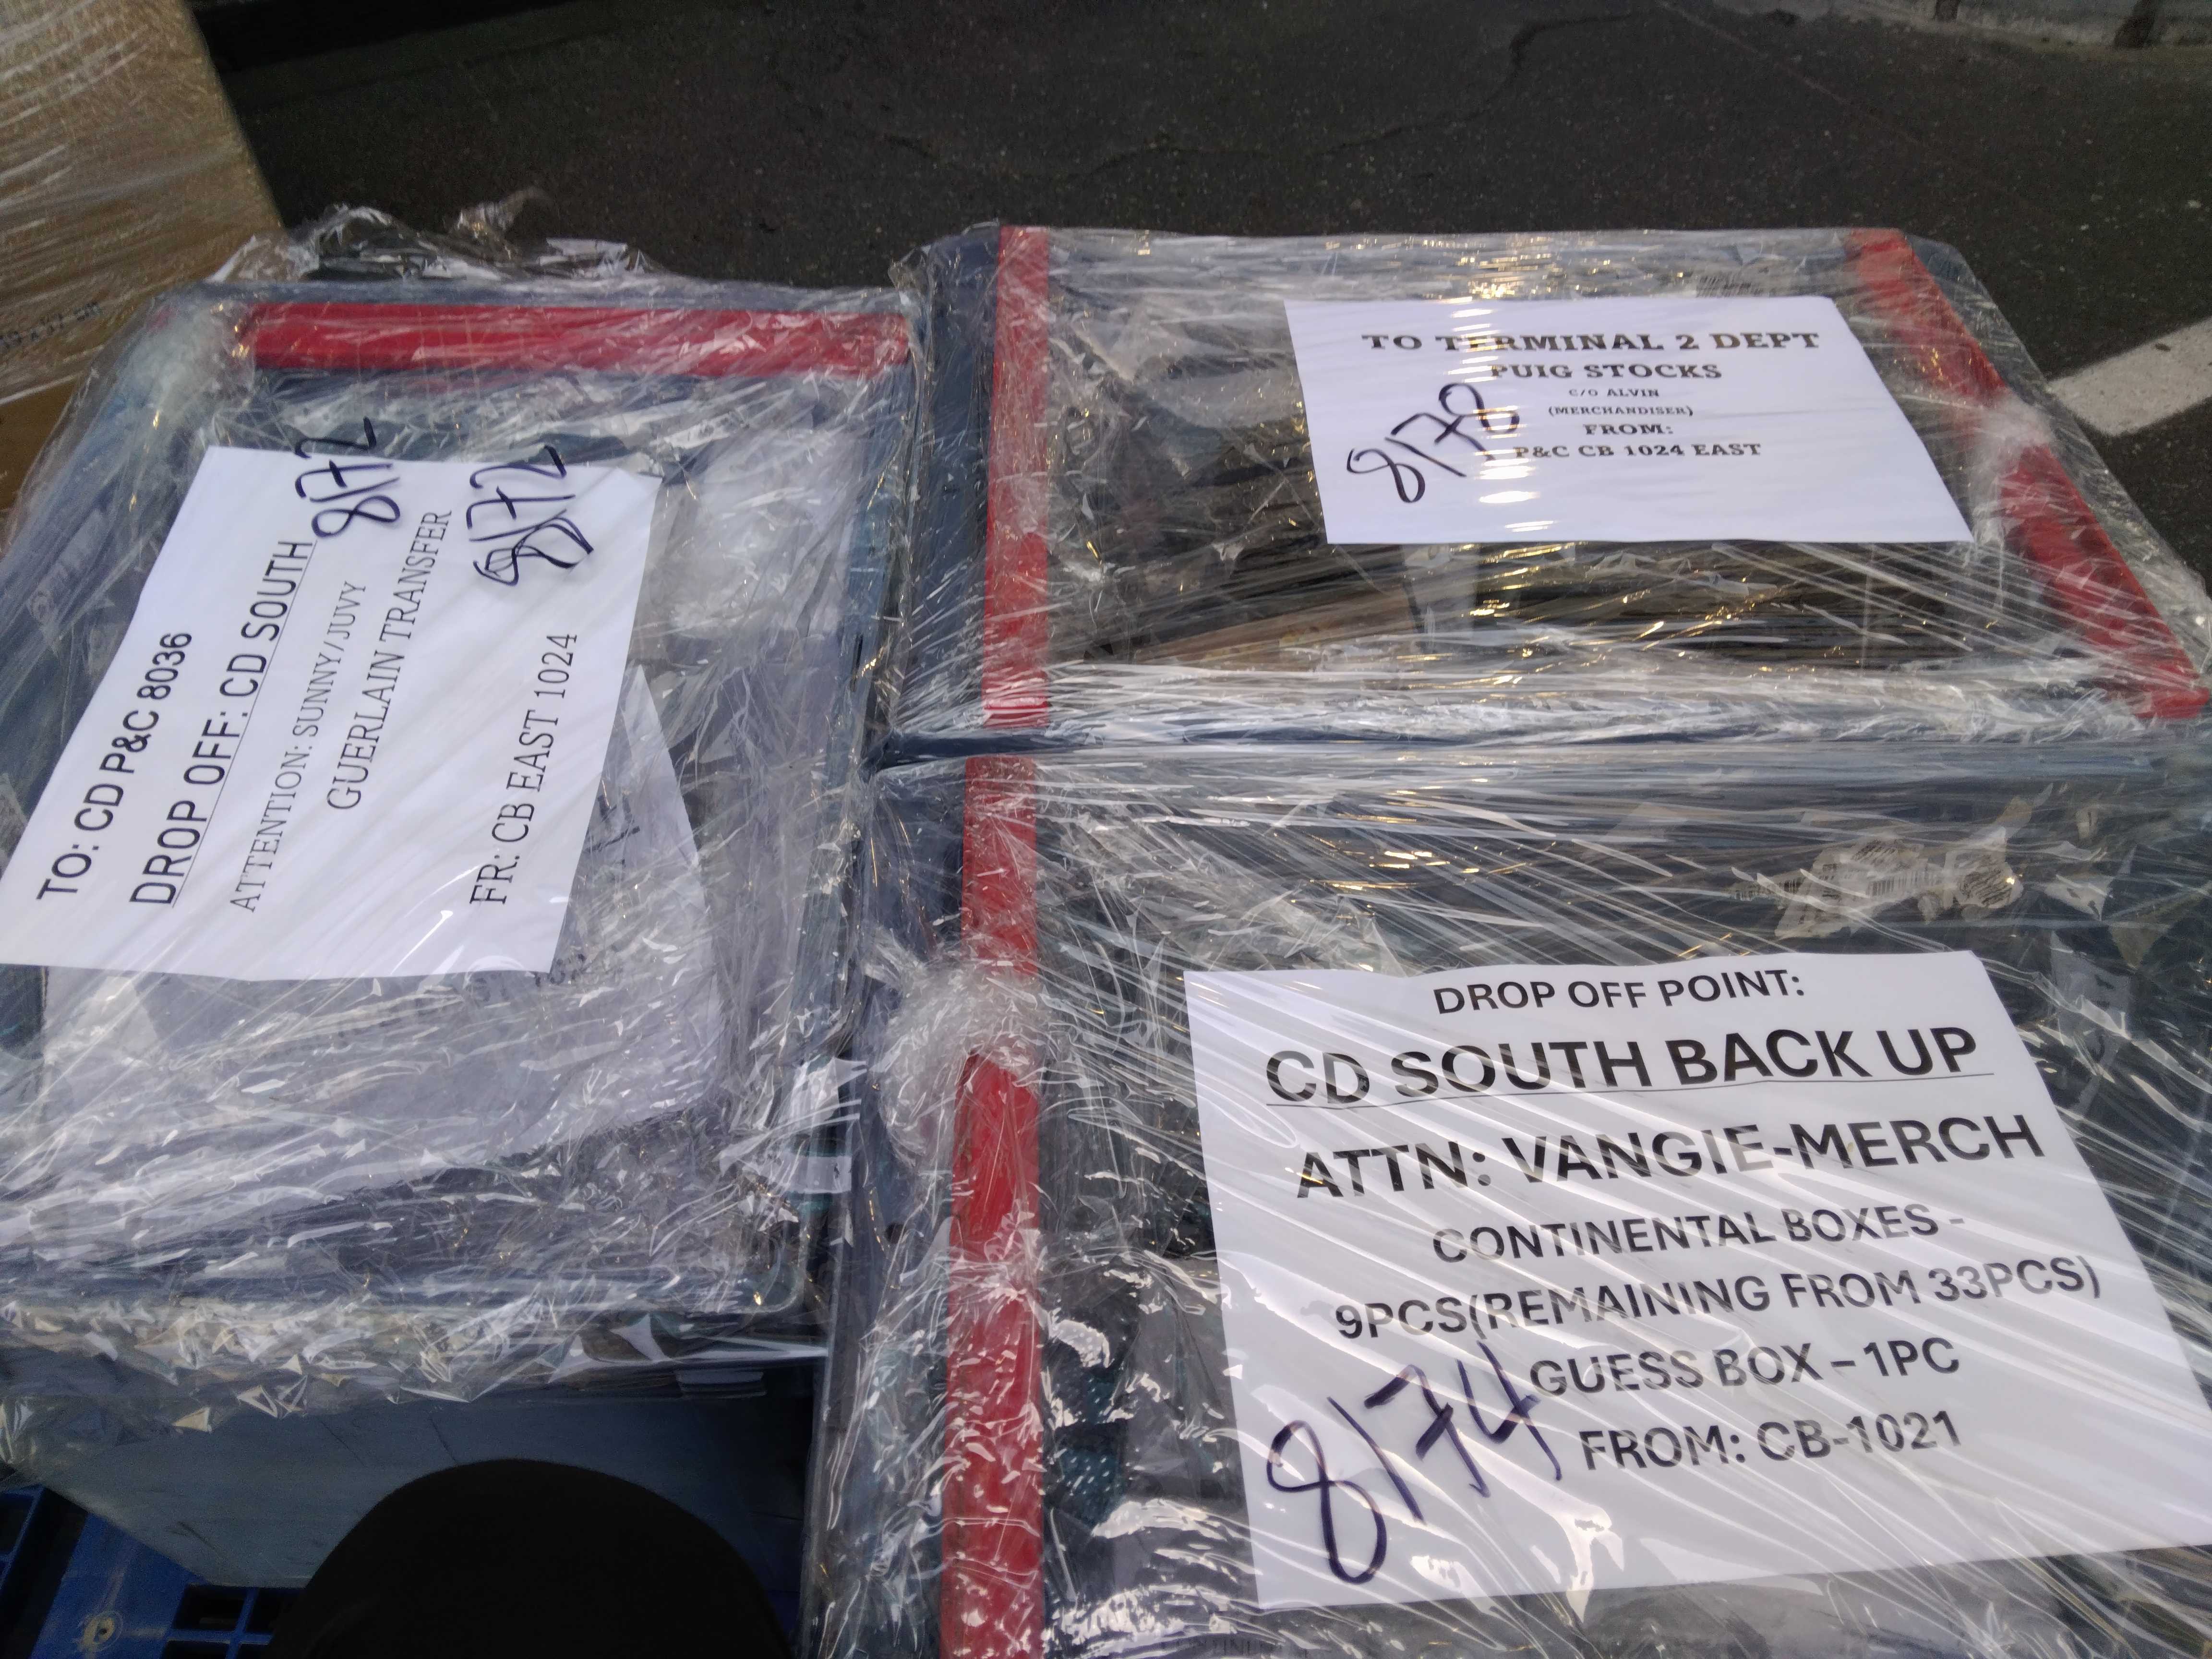 TO: CD P&C 8036
DROP OFF: CD SOUTH
8172
ATTENTION: SUNNY/JUVY
GUERLAIN TRANSFER
8172
FR: CB EAST 1024
TO TERMINAL 2 DEPT
PUIG STOCKS
C/O ALVIN
(MERCHANDISER)
FROM:
P&C CB 1024 EAST
8178
DROP OFF POINT:
CD SOUTH BACK UP
ATTN: VANGIE-MERCH
CONTINENTAL BOXES -
9PCS(REMAINING FROM 33PCS)
GUESS BOX – 1PC
FROM: CB-1021
8174